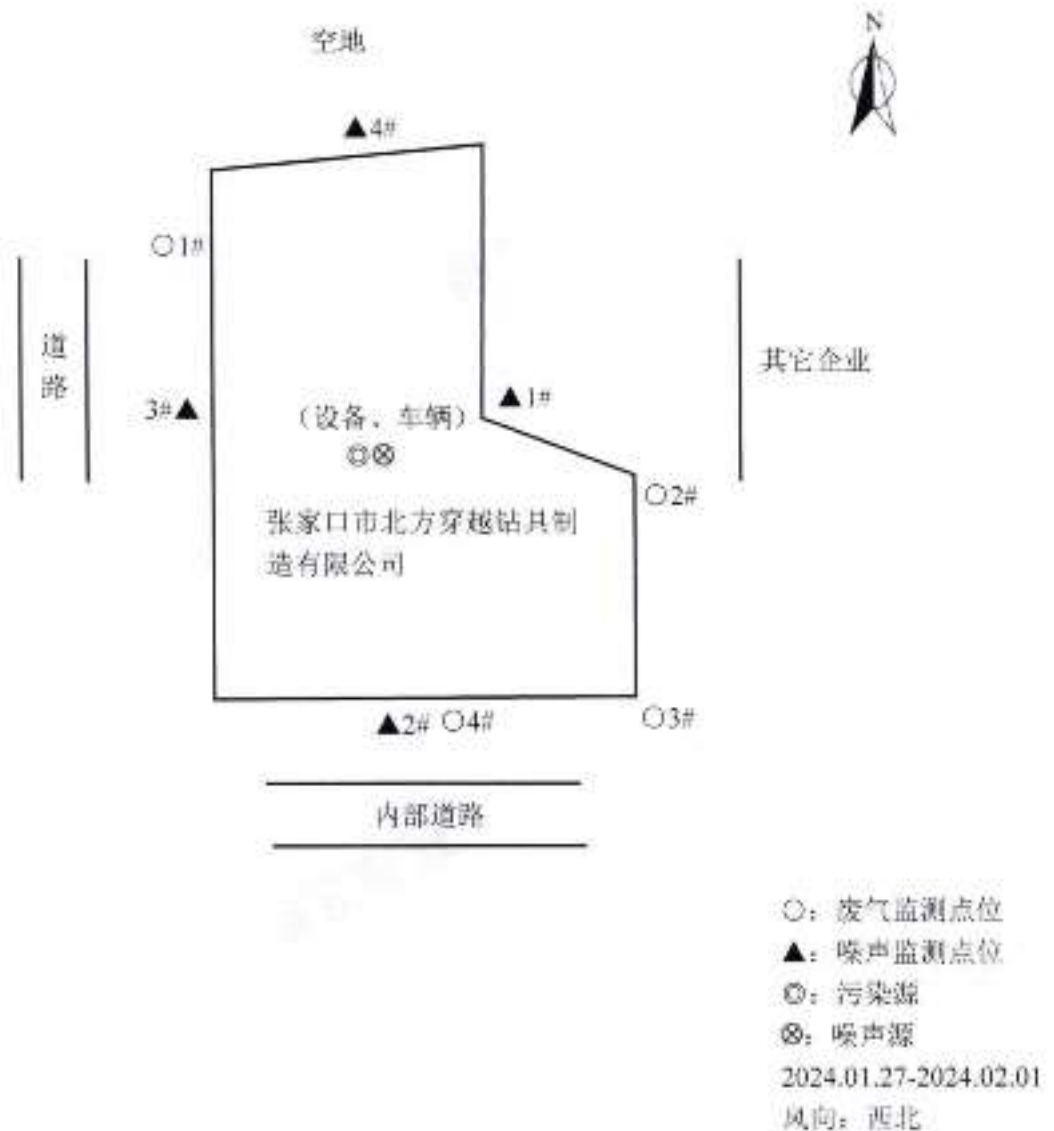 空地
N
▲4#
○1#
道
路
其它企业
▲1#
3#▲
（设备、车辆）
◎⊗
○2#
张家口市北方穿越钻具制
造有限公司
▲2# ○4#
○3#
内部道路
○：废气监测点位
▲：噪声监测点位
◎：污染源
⊗：噪声源
2024.01.27-2024.02.01
风向：西北